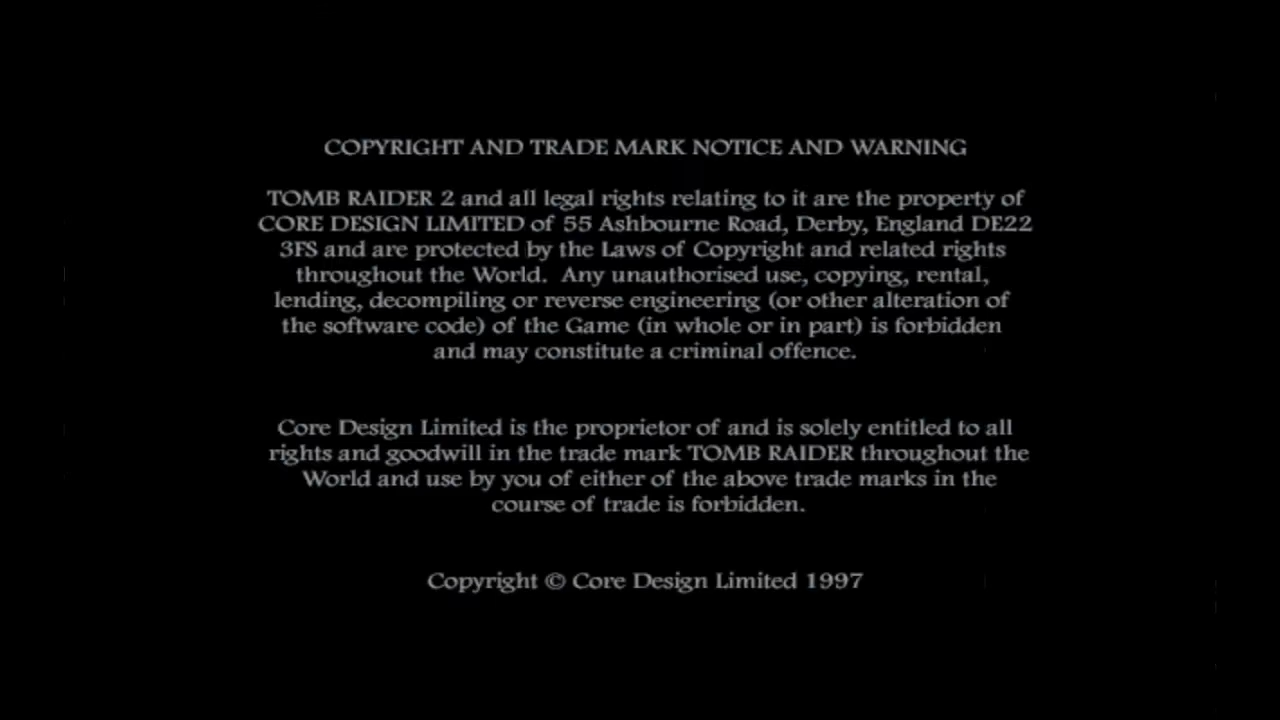 COPYRIGHT AND TRADE MARK NOTICE AND WARNING
TOMB RAIDER 2 and all legal rights relating to it are the property of
CORE DESIGN LIMITED of 55 Ashbourne Road, Derby, England DE22
3FS and are protected by the Laws of Copyright and related rights
throughout the World.  Any unauthorised use, copying, rental,
lending, decompiling or reverse engineering (or other alteration of
the software code) of the Game (in whole or in part) is forbidden
and may constitute a criminal offence.
Core Design Limited is the proprietor of and is solely entitled to all
rights and goodwill in the trade mark TOMB RAIDER throughout the
World and use by you of either of the above trade marks in the
course of trade is forbidden.
Copyright © Core Design Limited 1997